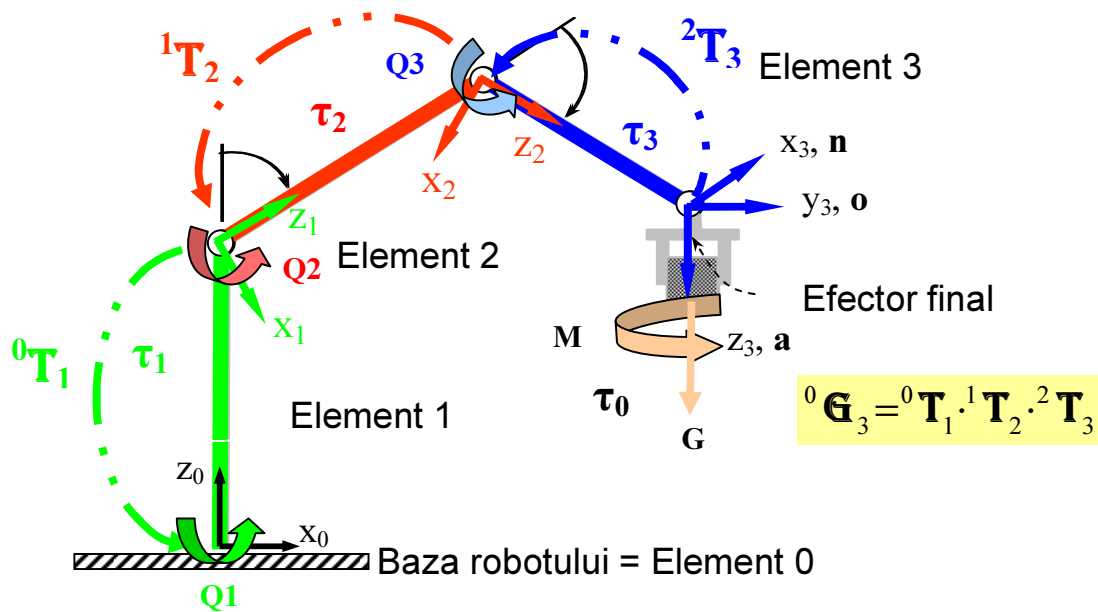 ¹T₂
Q3
²T₃
Element 3
τ₂
τ₃
z₂
x₂
x₃, n
y₃, o
z₁
Q2
Element 2
Efector final
x₁
M
z₃, a
⁰T₁
τ₁
τ₀
Element 1
G
⁰G₃=⁰T₁·¹T₂·²T₃
z₀
x₀
Baza robotului = Element 0
Q1